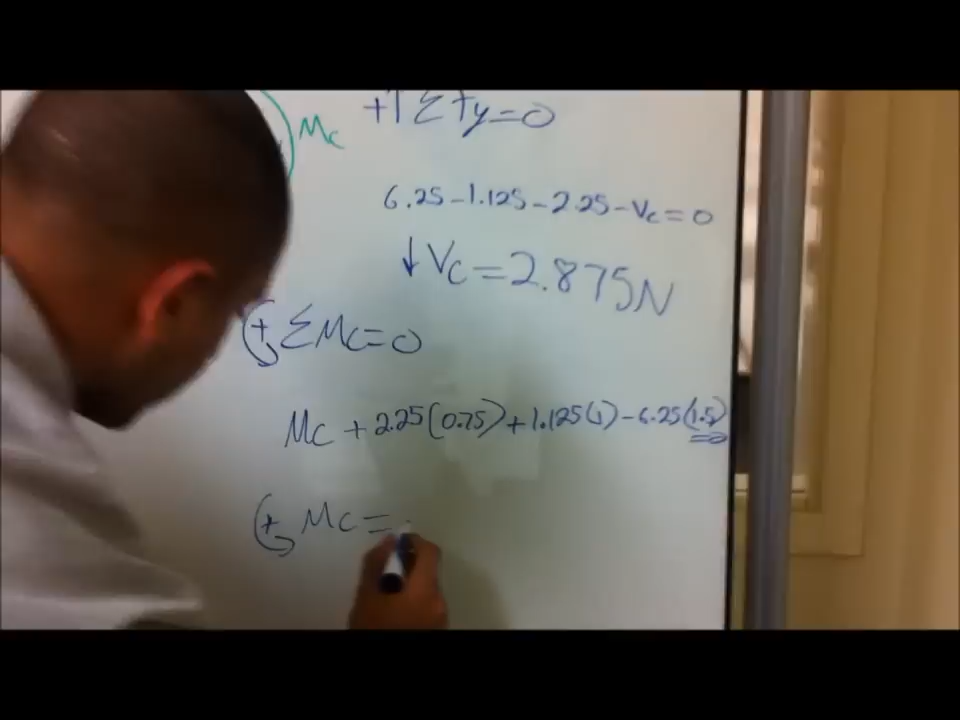 Mc
+↑ΣFy=0
6.25-1.125-2.25-Vc=0
↓Vc=2.875N
(+ ΣMc=0
Mc+2.25(0.75)+1.125(1)-6.25(1.5)
=0
(+ Mc=